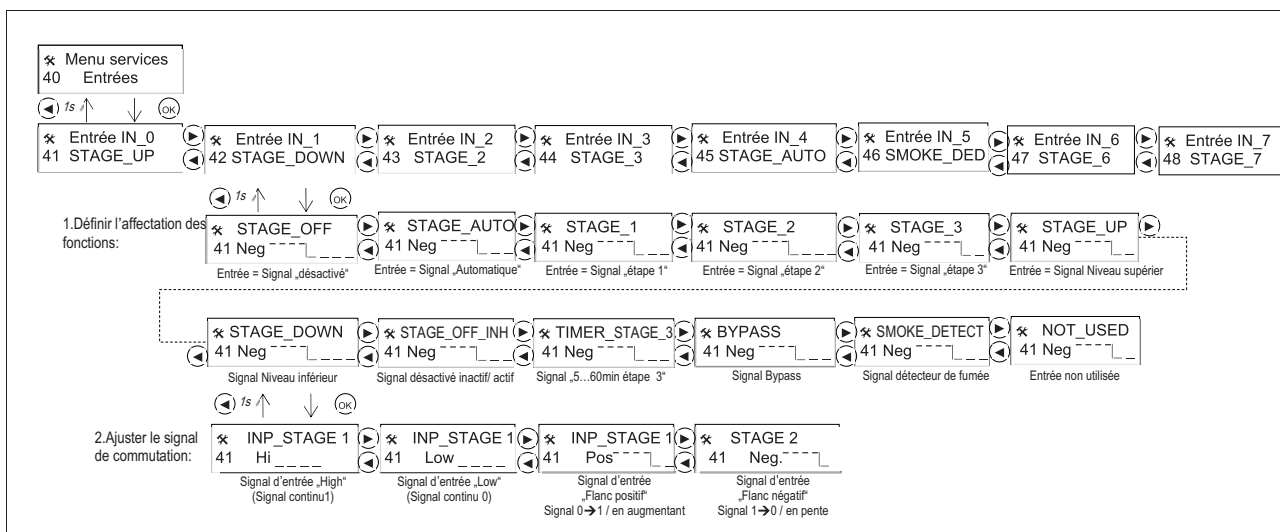 Menu services
40 Entrées
1s OK
Entrée IN_0
41 STAGE_UP
Entrée IN_1
42 STAGE_DOWN
Entrée IN_2
43 STAGE_2
Entrée IN_3
44 STAGE_3
Entrée IN_4
45 STAGE_AUTO
Entrée IN_5
46 SMOKE_DED
Entrée IN_6
47 STAGE_6
Entrée IN_7
48 STAGE_7
1s OK
1.Définir l'affectation des
fonctions:
STAGE_OFF
41 Neg
Entrée = Signal „désactivé“
STAGE_AUTO
41 Neg
Entrée = Signal „Automatique“
STAGE_1
41 Neg
Entrée = Signal „étape 1“
STAGE_2
41 Neg
Entrée = Signal „étape 2“
STAGE_3
41 Neg
Entrée = Signal „étape 3“
STAGE_UP
41 Neg
Entrée = Signal Niveau supérier
STAGE_DOWN
41 Neg
Signal Niveau inférieur
STAGE_OFF_INH
41 Neg
Signal désactivé inactif/ actif
TIMER_STAGE_3
41 Neg
Signal „5...60min étape 3“
BYPASS
41 Neg
Signal Bypass
SMOKE_DETECT
41 Neg
Signal détecteur de fumée
NOT_USED
41 Neg
Entrée non utilisée
1s OK
2.Ajuster le signal
de commutation:
INP_STAGE 1
41 Hi
Signal d'entrée „High“
(Signal continu1)
INP_STAGE 1
41 Low
Signal d'entrée „Low“
(Signal continu 0)
INP_STAGE 1
41 Pos
Signal d'entrée
„Flanc positif“
Signal 0➔1 / en augmentant
STAGE 2
41 Neg.
Signal d'entrée
„Flanc négatif“
Signal 1➔0 / en pente